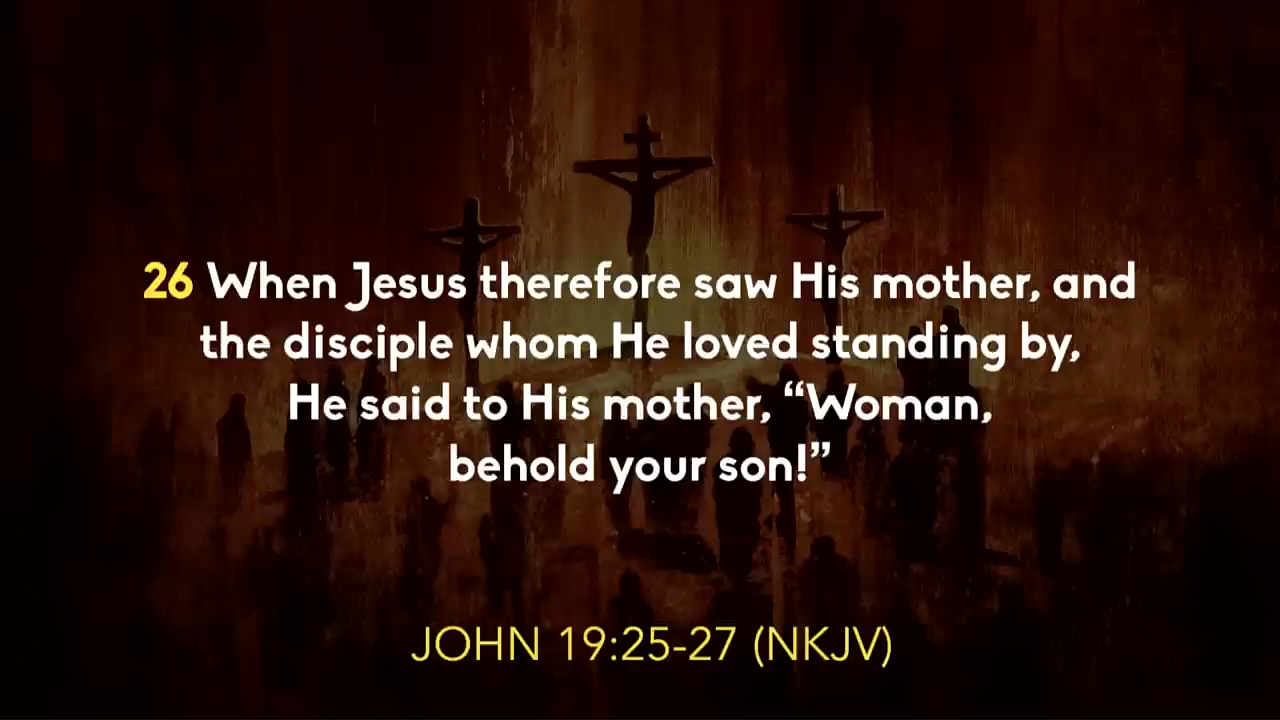 26 When Jesus therefore saw His mother, and
the disciple whom He loved standing by,
He said to His mother, “Woman,
behold your son!”
JOHN 19:25-27 (NKJV)